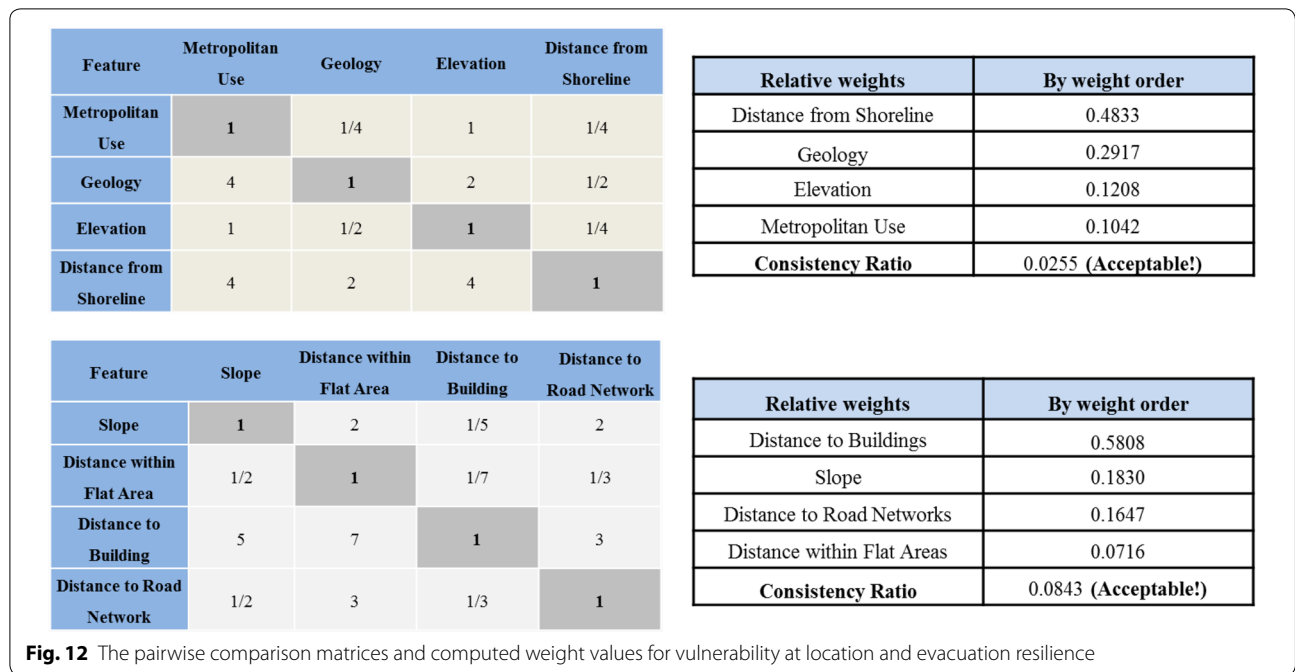 Feature Metropolitan Use Geology Elevation Distance from Shoreline
Metropolitan Use 1 1/4 1 1/4
Geology 4 1 2 1/2
Elevation 1 1/2 1 1/4
Distance from Shoreline 4 2 4 1
Relative weights By weight order
Distance from Shoreline 0.4833
Geology 0.2917
Elevation 0.1208
Metropolitan Use 0.1042
Consistency Ratio 0.0255 (Acceptable!)
Feature Slope Distance within Flat Area Distance to Building Distance to Road Network
Slope 1 2 1/5 2
Distance within Flat Area 1/2 1 1/7 1/3
Distance to Building 5 7 1 3
Distance to Road Network 1/2 3 1/3 1
Relative weights By weight order
Distance to Buildings 0.5808
Slope 0.1830
Distance to Road Networks 0.1647
Distance within Flat Areas 0.0716
Consistency Ratio 0.0843 (Acceptable!)
Fig. 12 The pairwise comparison matrices and computed weight values for vulnerability at location and evacuation resilience